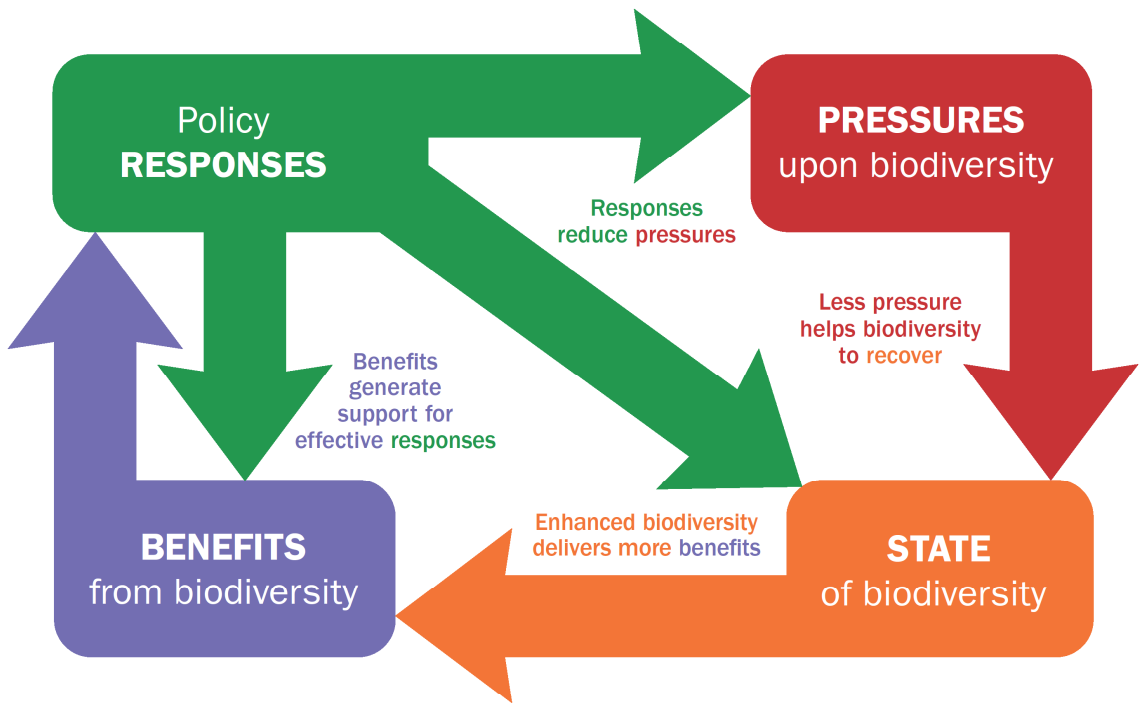 Policy
RESPONSES
PRESSURES
upon biodiversity
Responses
reduce pressures
Less pressure
helps biodiversity
to recover
Benefits
generate
support for
effective responses
Enhanced biodiversity
delivers more benefits
BENEFITS
from biodiversity
STATE
of biodiversity